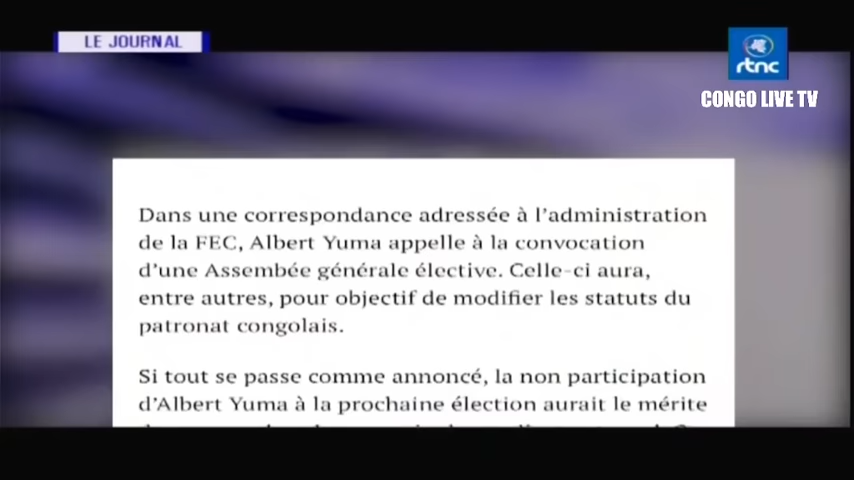 LE JOURNAL
rtnc
CONGO LIVE TV
Dans une correspondance adressée à l'administration
de la FEC, Albert Yuma appelle à la convocation
d'une Assembée générale élective. Celle-ci aura,
entre autres, pour objectif de modifier les statuts du
patronat congolais.
Si tout se passe comme annoncé, la non participation
d'Albert Yuma à la prochaine élection aurait le mérite